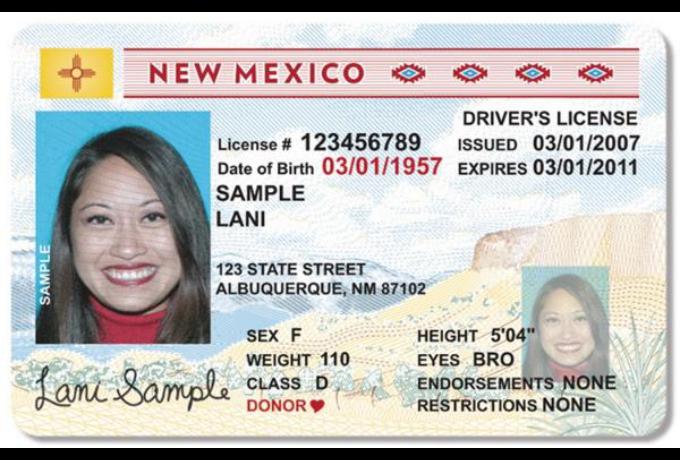 NEW MEXICO
DRIVER'S LICENSE
License # 123456789 ISSUED 03/01/2007
Date of Birth 03/01/1957 EXPIRES 03/01/2011
SAMPLE
LANI
123 STATE STREET
ALBUQUERQUE, NM 87102
SAMPLE
SEX F HEIGHT 5'04"
WEIGHT 110 EYES BRO
CLASS D ENDORSEMENTS NONE
DONOR RESTRICTIONS NONE
Lani Sample